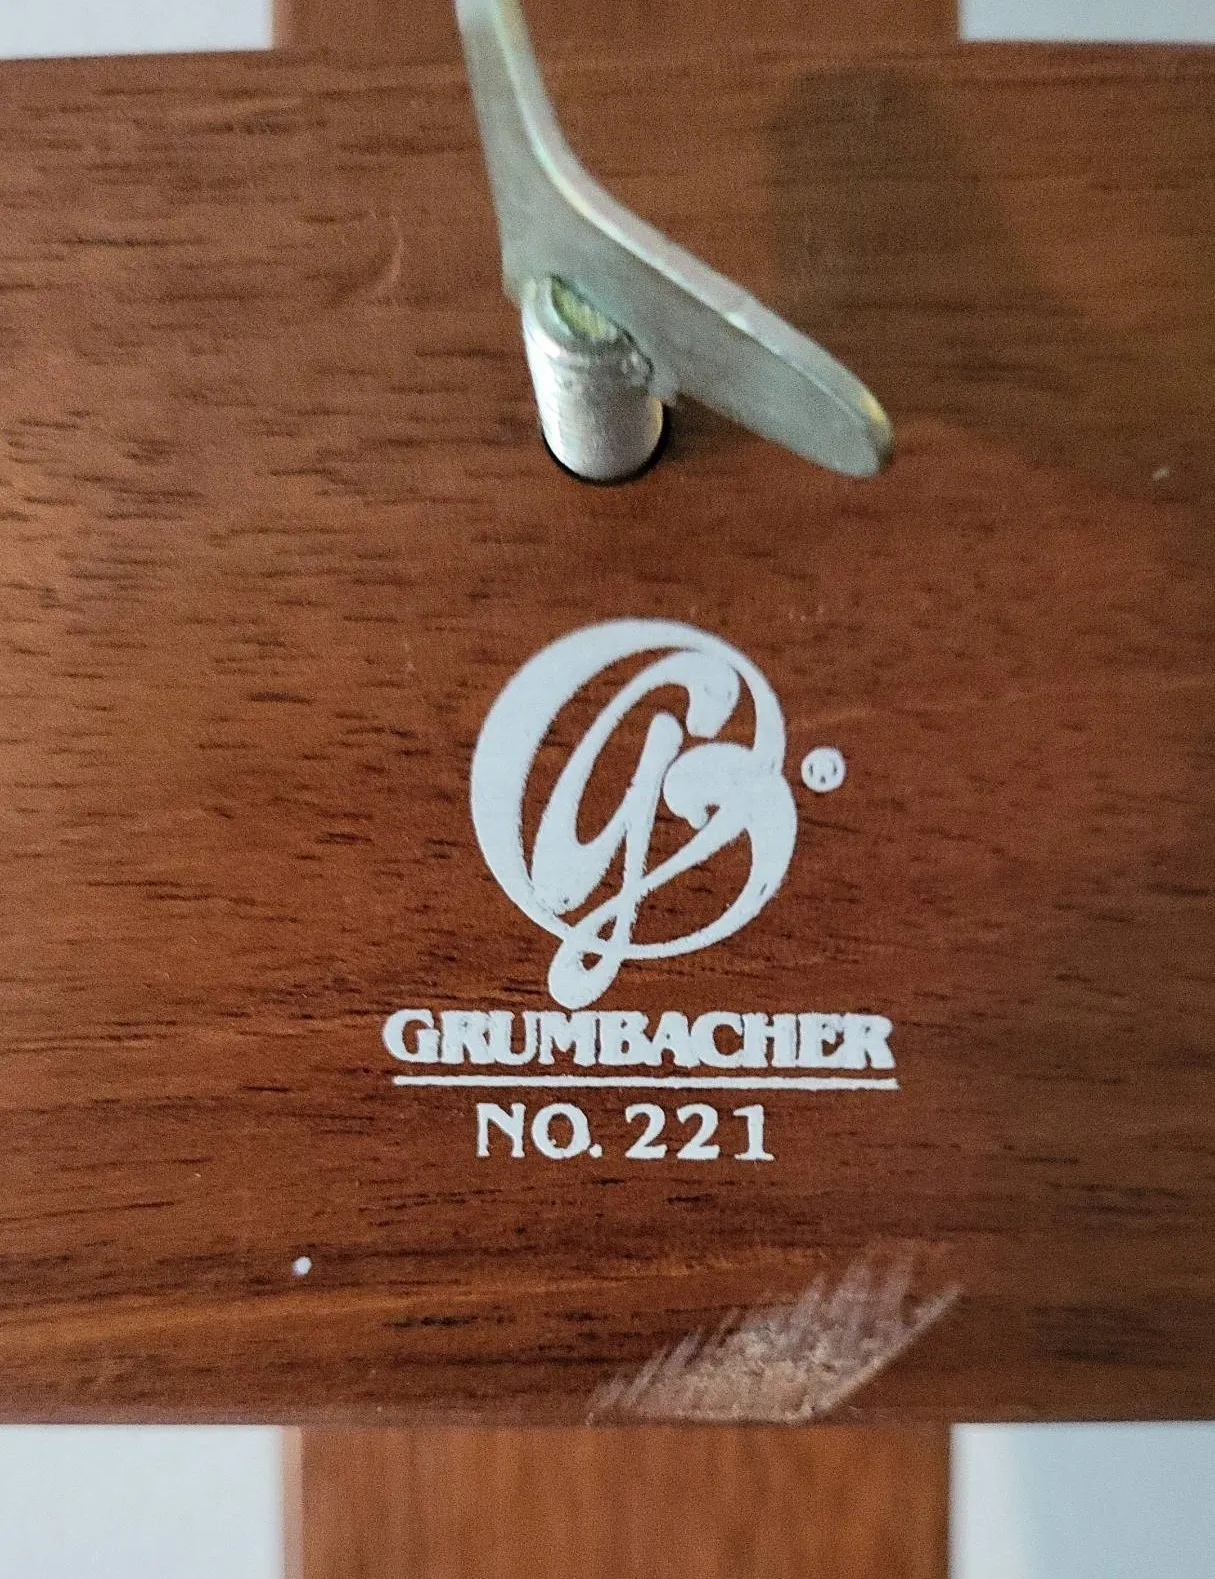 G
®
GRUMBACHER
NO. 221